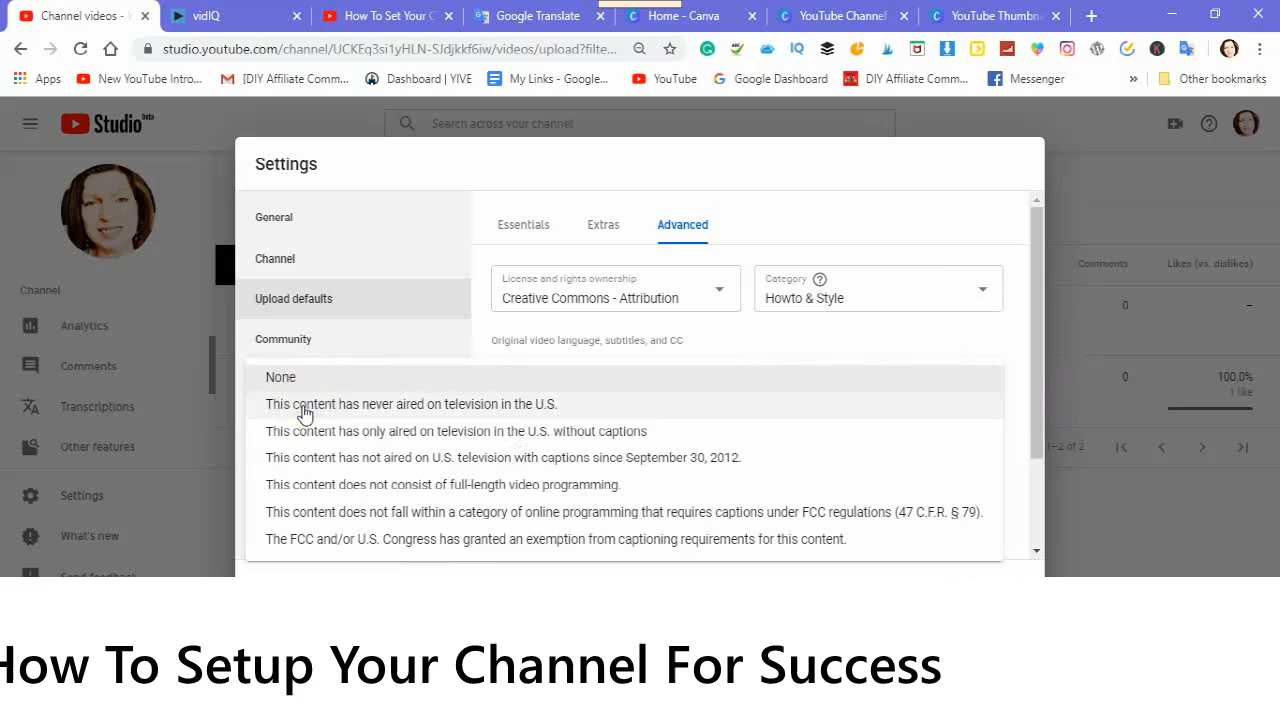 Channel videos -
vidIQ
How To Set Your C
Google Translate
Home - Canva
YouTube Channel
YouTube Thumbn
studio.youtube.com/channel/UCKEq3si1yHLN-SJdjkkf6iw/videos/upload?filte...
IQ
Apps
New YouTube Intro...
[DIY Affiliate Comm...
Dashboard | YIVE
My Links - Google...
YouTube
Google Dashboard
DIY Affiliate Comm...
Messenger
»
Other bookmarks
Studio beta
Search across your channel
Settings
General
Channel
Upload defaults
Community
Essentials
Extras
Advanced
License and rights ownership
Creative Commons - Attribution
Category
Howto & Style
Original video language, subtitles, and CC
None
This content has never aired on television in the U.S.
This content has only aired on television in the U.S. without captions
This content has not aired on U.S. television with captions since September 30, 2012.
This content does not consist of full-length video programming.
This content does not fall within a category of online programming that requires captions under FCC regulations (47 C.F.R. § 79).
The FCC and/or U.S. Congress has granted an exemption from captioning requirements for this content.
Channel
Analytics
Comments
Transcriptions
Other features
Settings
What's new
Send feedback
Comments
Likes (vs. dislikes)
0
–
0
100.0%
1 like
1–2 of 2
How To Setup Your Channel For Success